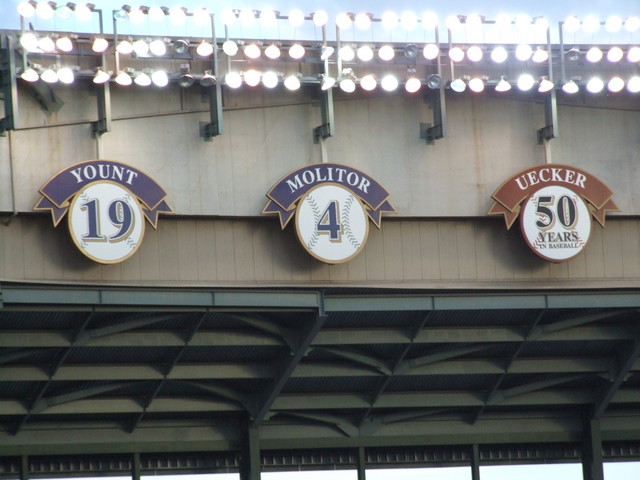 YOUNT
19
MOLITOR
4
UECKER
50
YEARS
IN BASEBALL